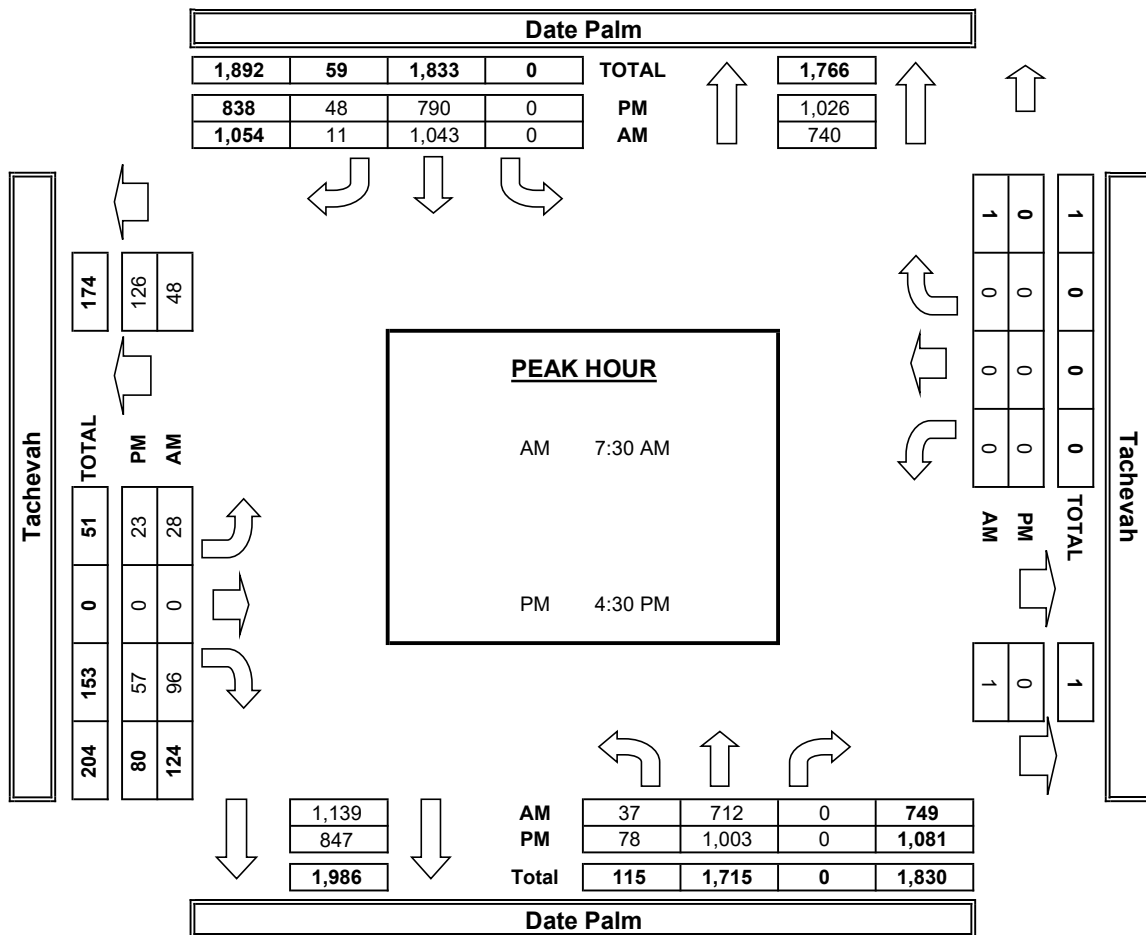 Date Palm
1,892 59 1,833 0 TOTAL 1,766
838 48 790 0 PM 1,026
1,054 11 1,043 0 AM 740
Tachevah
174 126 48
TOTAL PM AM
51 23 28
0 0 0
153 57 96
204 80 124
PEAK HOUR
AM 7:30 AM
PM 4:30 PM
1 0 1
0 0 0
0 0 0
0 0 0
AM PM TOTAL
1 0 1
Tachevah
1,139 AM 37 712 0 749
847 PM 78 1,003 0 1,081
1,986 Total 115 1,715 0 1,830
Date Palm